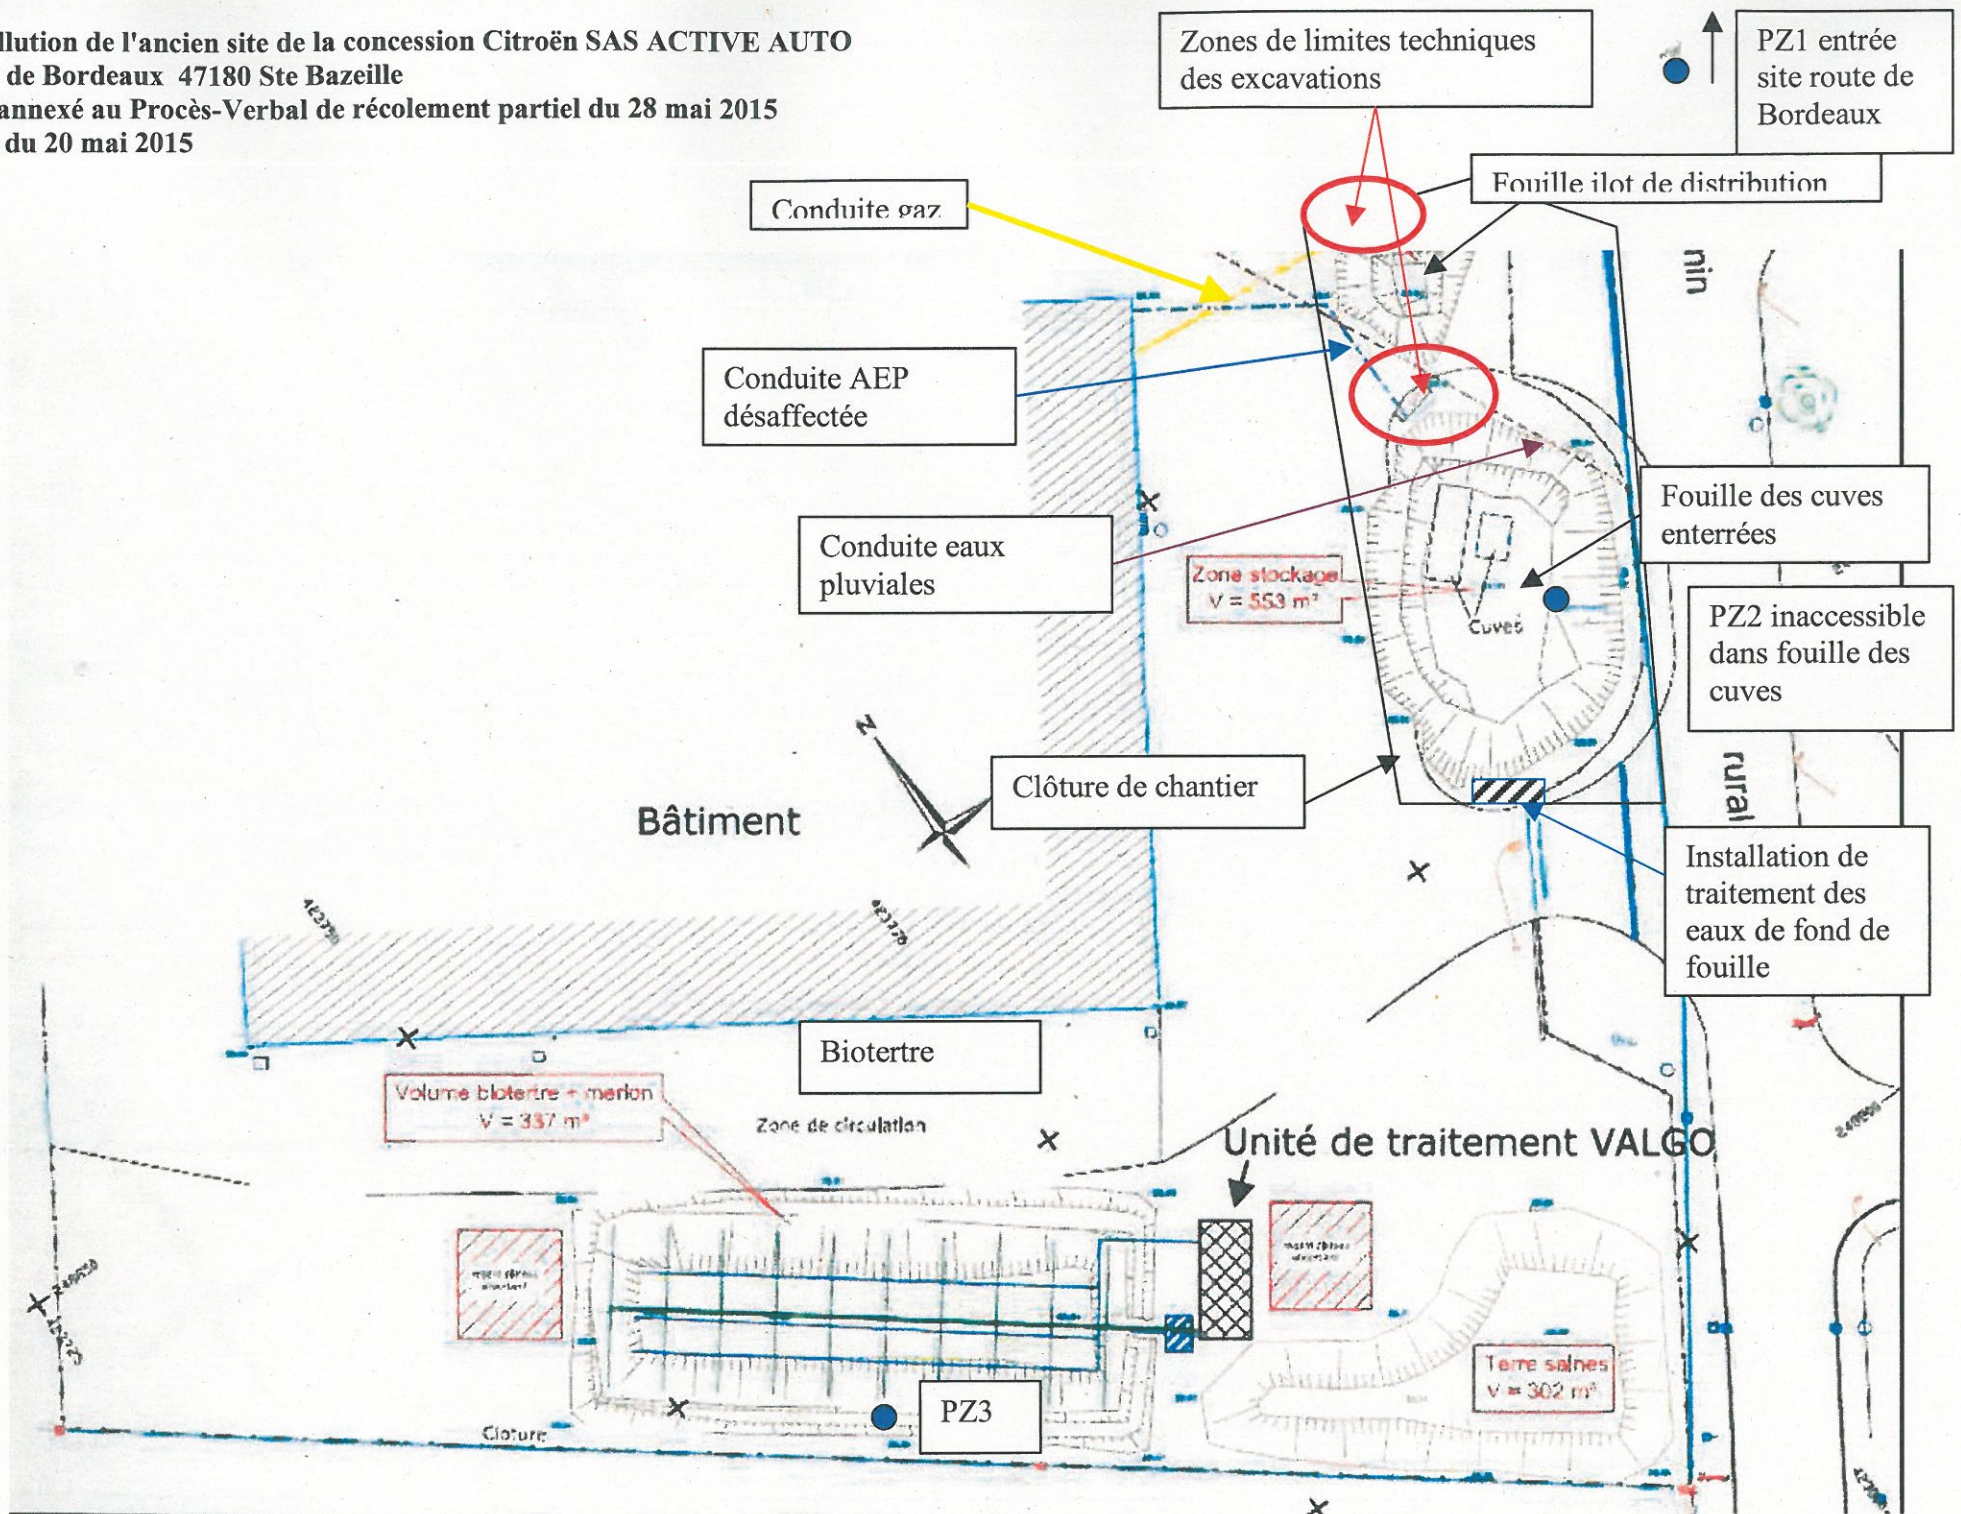 llution de l'ancien site de la concession Citroën SAS ACTIVE AUTO
de Bordeaux 47180 Ste Bazeille
annexé au Procès-Verbal de récolement partiel du 28 mai 2015
du 20 mai 2015
Zones de limites techniques
des excavations
PZ1 entrée
site route de
Bordeaux
Fouille ilot de distribution
Conduite gaz
nin
Conduite AEP
désaffectée
Fouille des cuves
enterrées
Conduite eaux
pluviales
Zone stockage
V = 553 m³
Cuves
PZ2 inaccessible
dans fouille des
cuves
N
Clôture de chantier
rural
Bâtiment
Installation de
traitement des
eaux de fond de
fouille
Biotertre
Volume biotertre + merlon
V = 337 m³
Zone de circulation
Unité de traitement VALGO
Terre saines
V = 302 m³
PZ3
Cloture